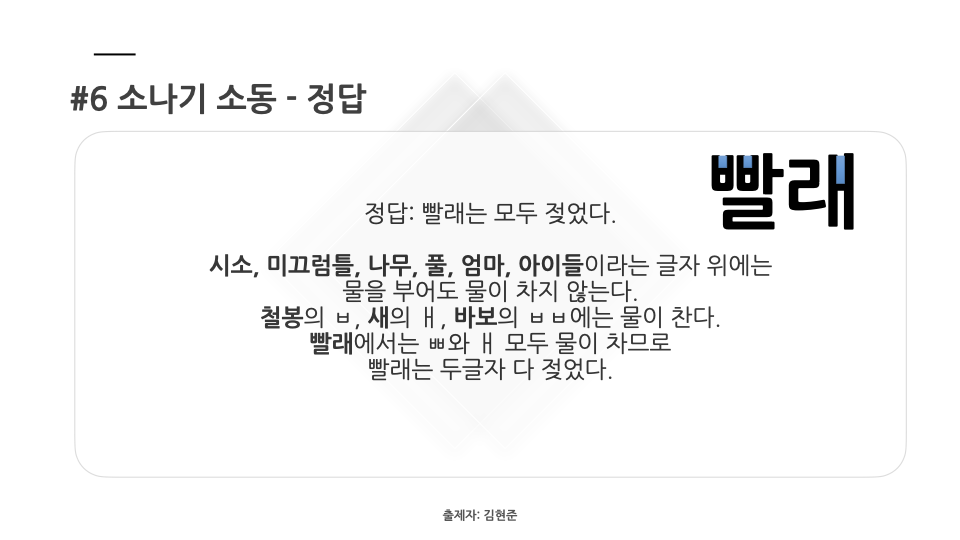 #6 소나기 소동 - 정답
빨래
정답: 빨래는 모두 젖었다.
시소, 미끄럼틀, 나무, 풀, 엄마, 아이들이라는 글자 위에는
물을 부어도 물이 차지 않는다.
철봉의 ㅂ, 새의 ㅐ, 바보의 ㅂㅂ에는 물이 찬다.
빨래에서는 ㅃ와 ㅐ 모두 물이 차므로
빨래는 두글자 다 젖었다.
출제자: 김현준